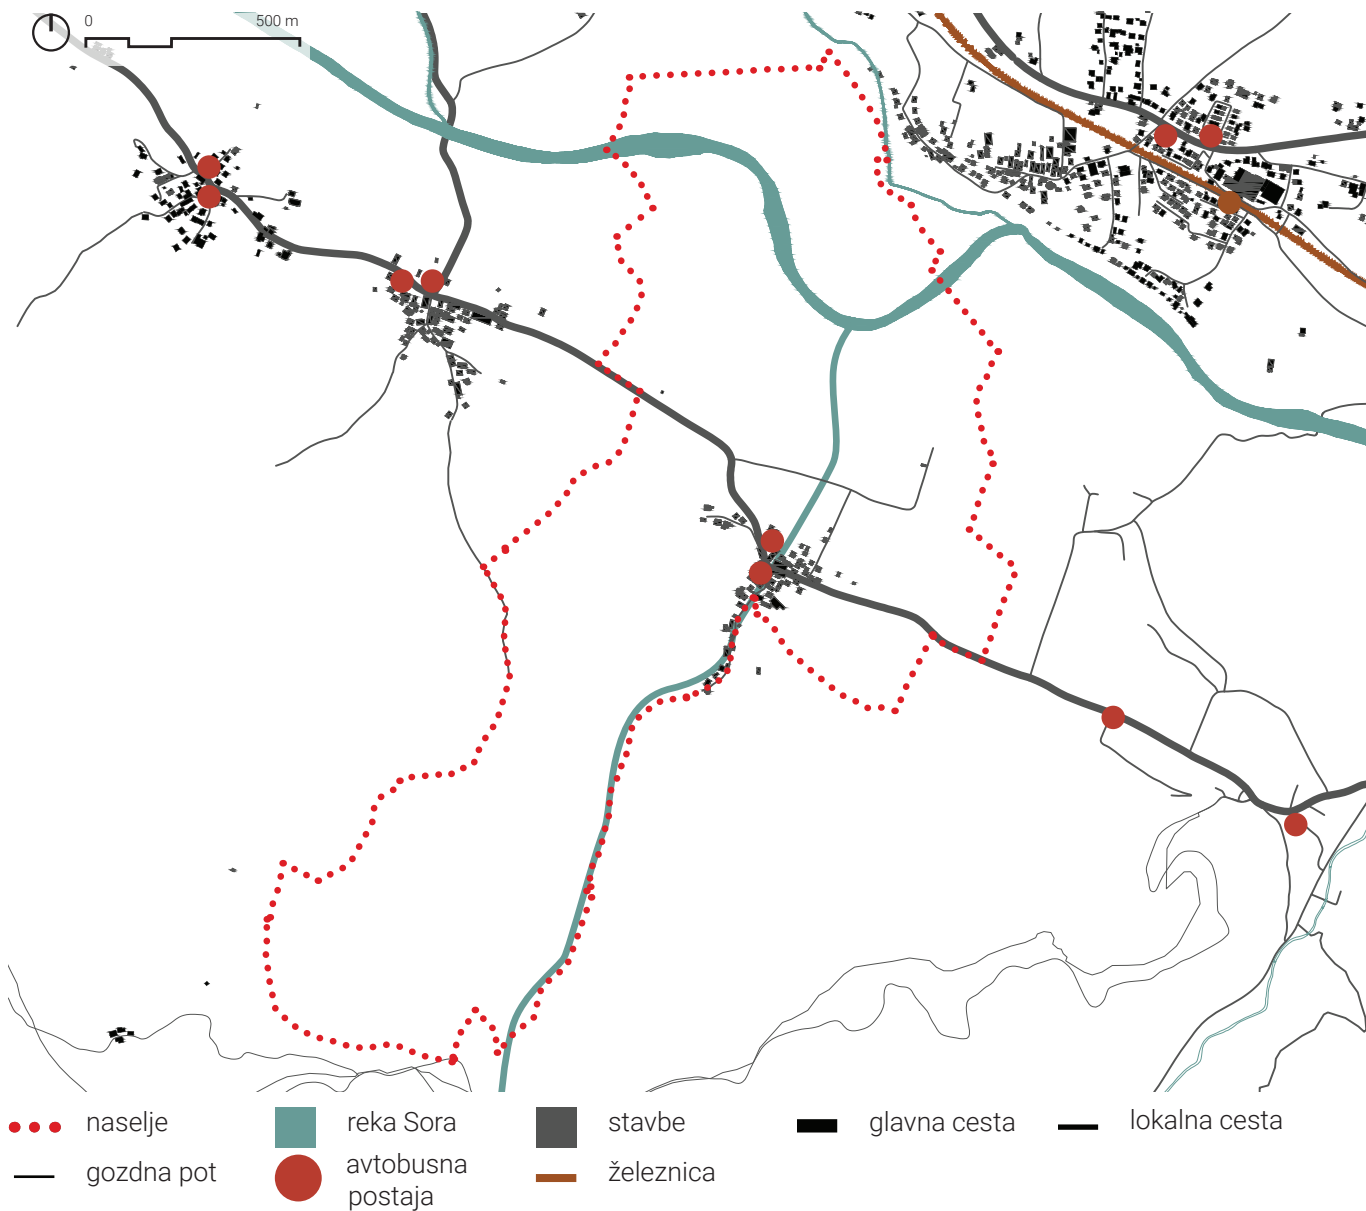 0 500 m
naselje reka Sora stavbe glavna cesta lokalna cesta
gozdna pot avtobusna železnica
postaja